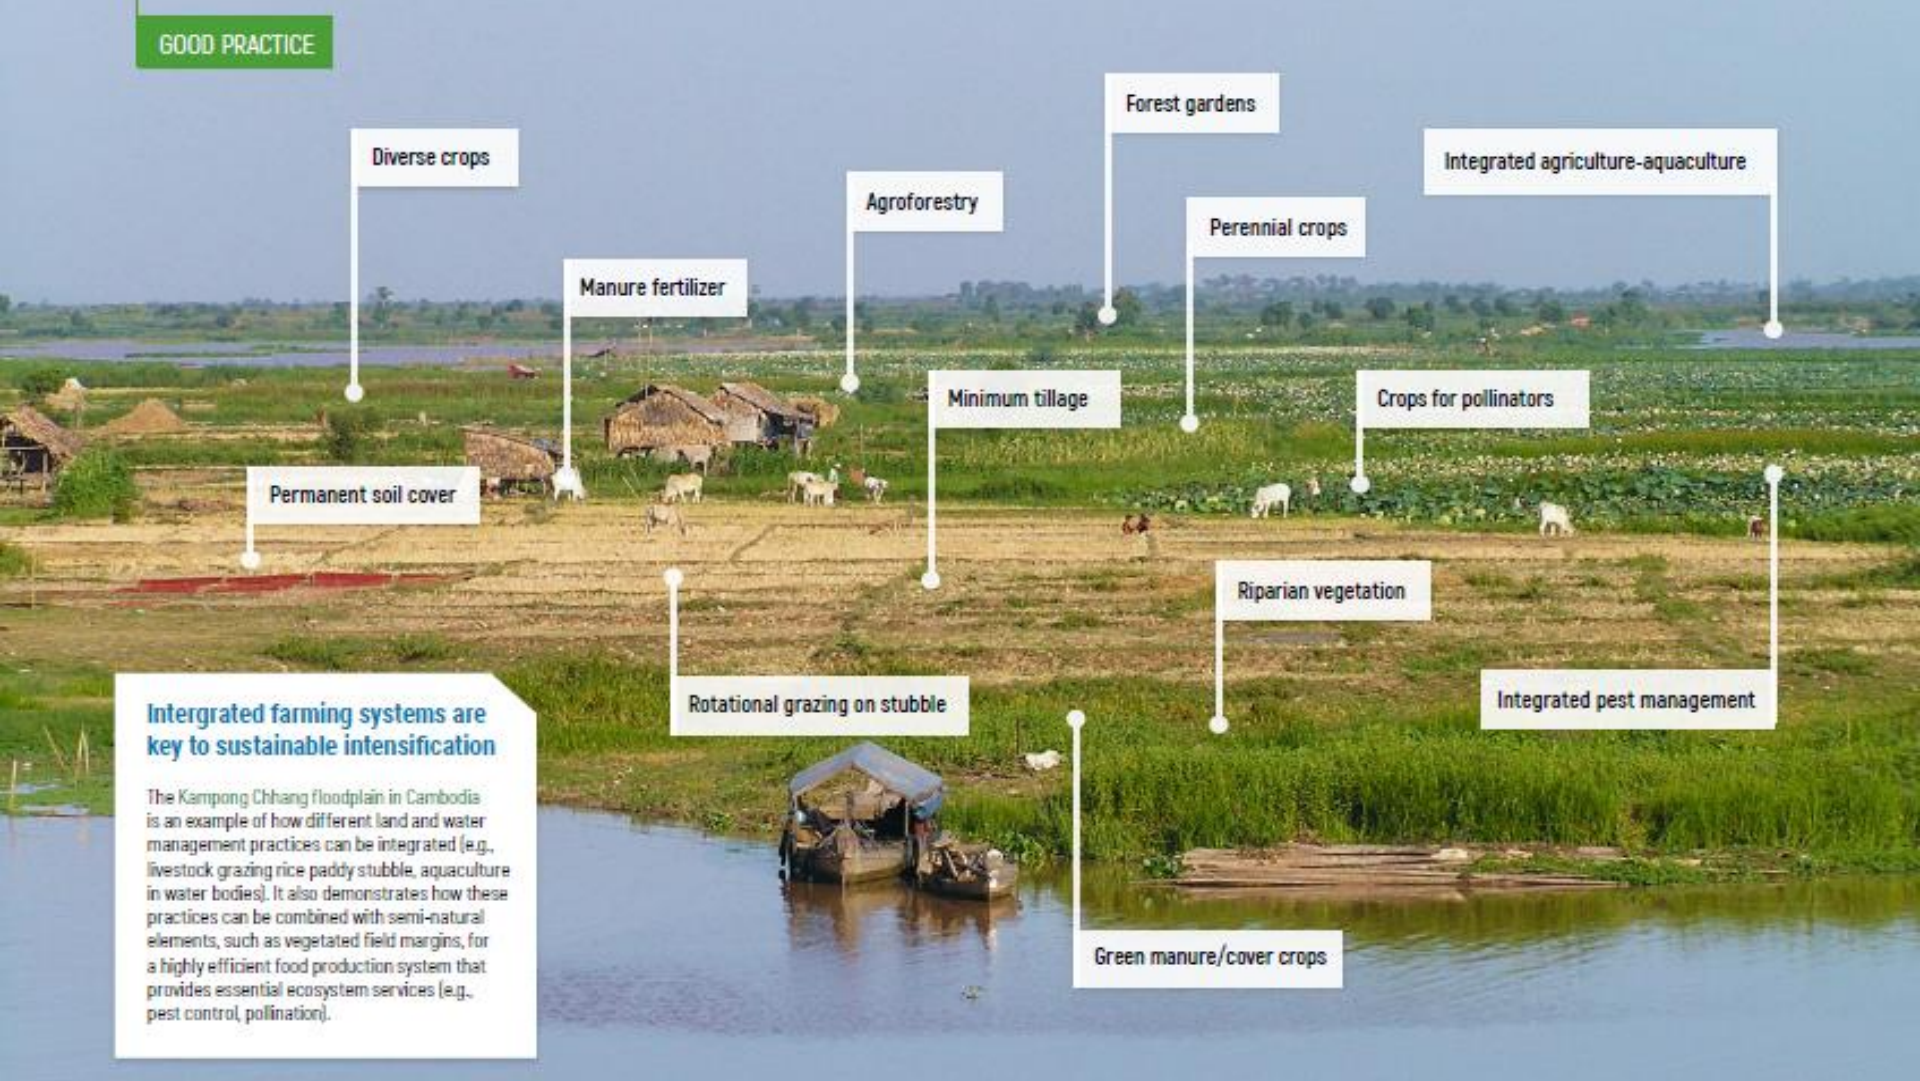 GOOD PRACTICE
Forest gardens
Diverse crops
Integrated agriculture-aquaculture
Agroforestry
Perennial crops
Manure fertilizer
Minimum tillage
Crops for pollinators
Permanent soil cover
Riparian vegetation
Rotational grazing on stubble
Integrated pest management
Green manure/cover crops
Intergrated farming systems are
key to sustainable intensification
The Kampong Chhang floodplain in Cambodia
is an example of how different land and water
management practices can be integrated (e.g.,
livestock grazing rice paddy stubble, aquaculture
in water bodies). It also demonstrates how these
practices can be combined with semi-natural
elements, such as vegetated field margins, for
a highly efficient food production system that
provides essential ecosystem services (e.g.,
pest control, pollination).